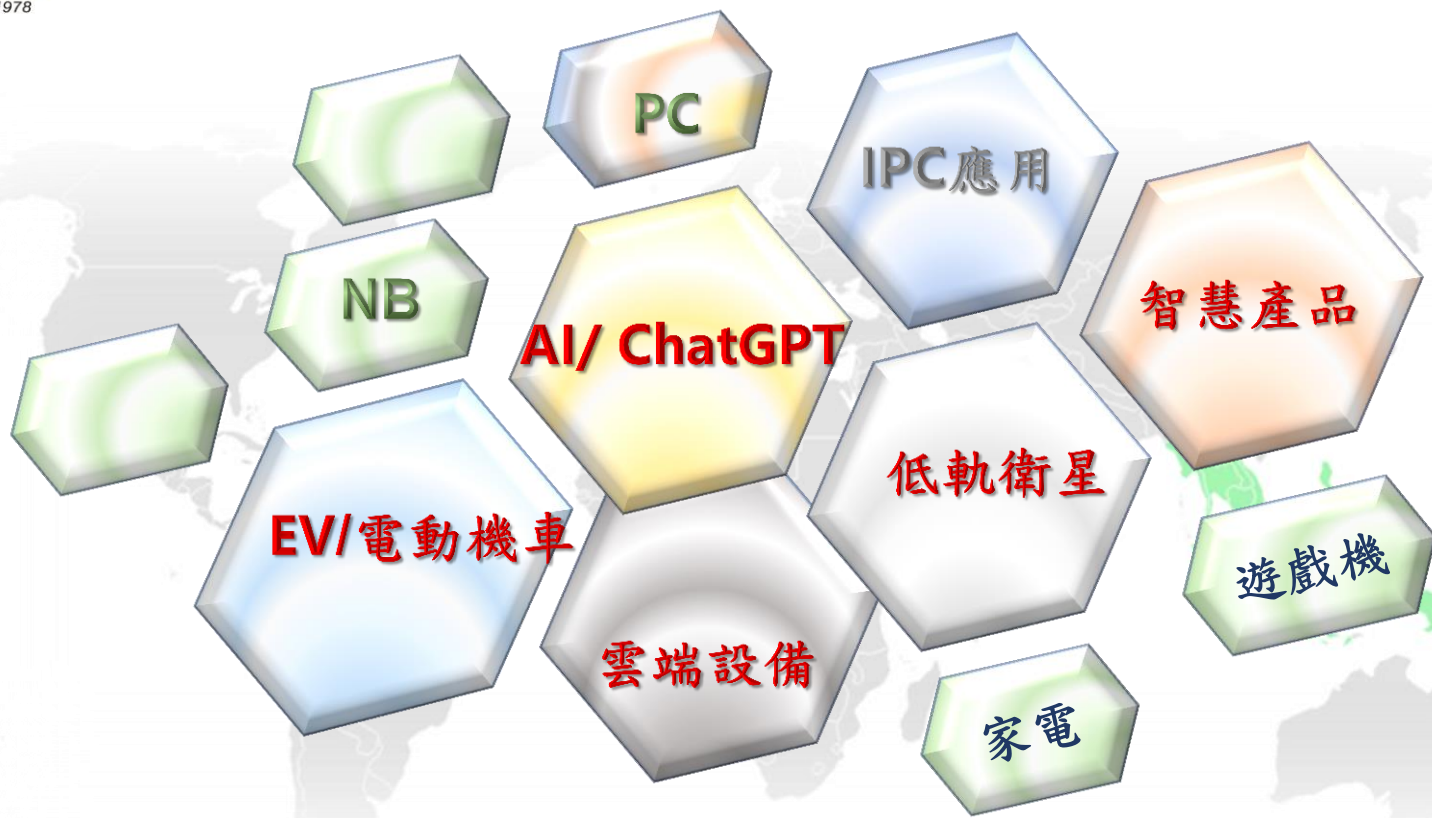 1978
PC
IPC應用
智慧產品
NB
AI/ ChatGPT
低軌衛星
EV/電動機車
遊戲機
雲端設備
家電